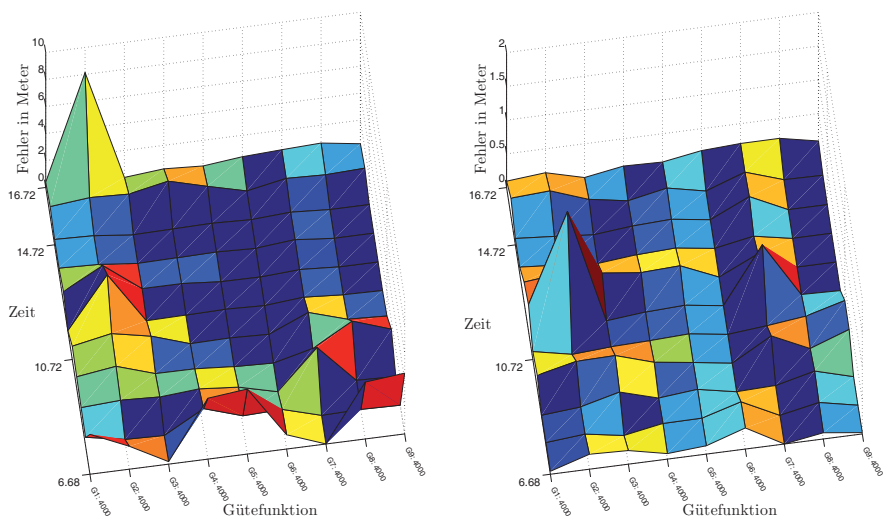 10
8
6
4
2
0
Fehler in Meter
16.72
14.72
10.72
6.68
Zeit
G1: 4000
G2: 4000
G3: 4000
G4: 4000
G5: 4000
G6: 4000
G7: 4000
G8: 4000
G9: 4000
Gütefunktion
2
1.5
1
0.5
0
Fehler in Meter
16.72
14.72
10.72
6.68
Zeit
G1: 4000
G2: 4000
G3: 4000
G4: 4000
G5: 4000
G6: 4000
G7: 4000
G8: 4000
G9: 4000
Gütefunktion